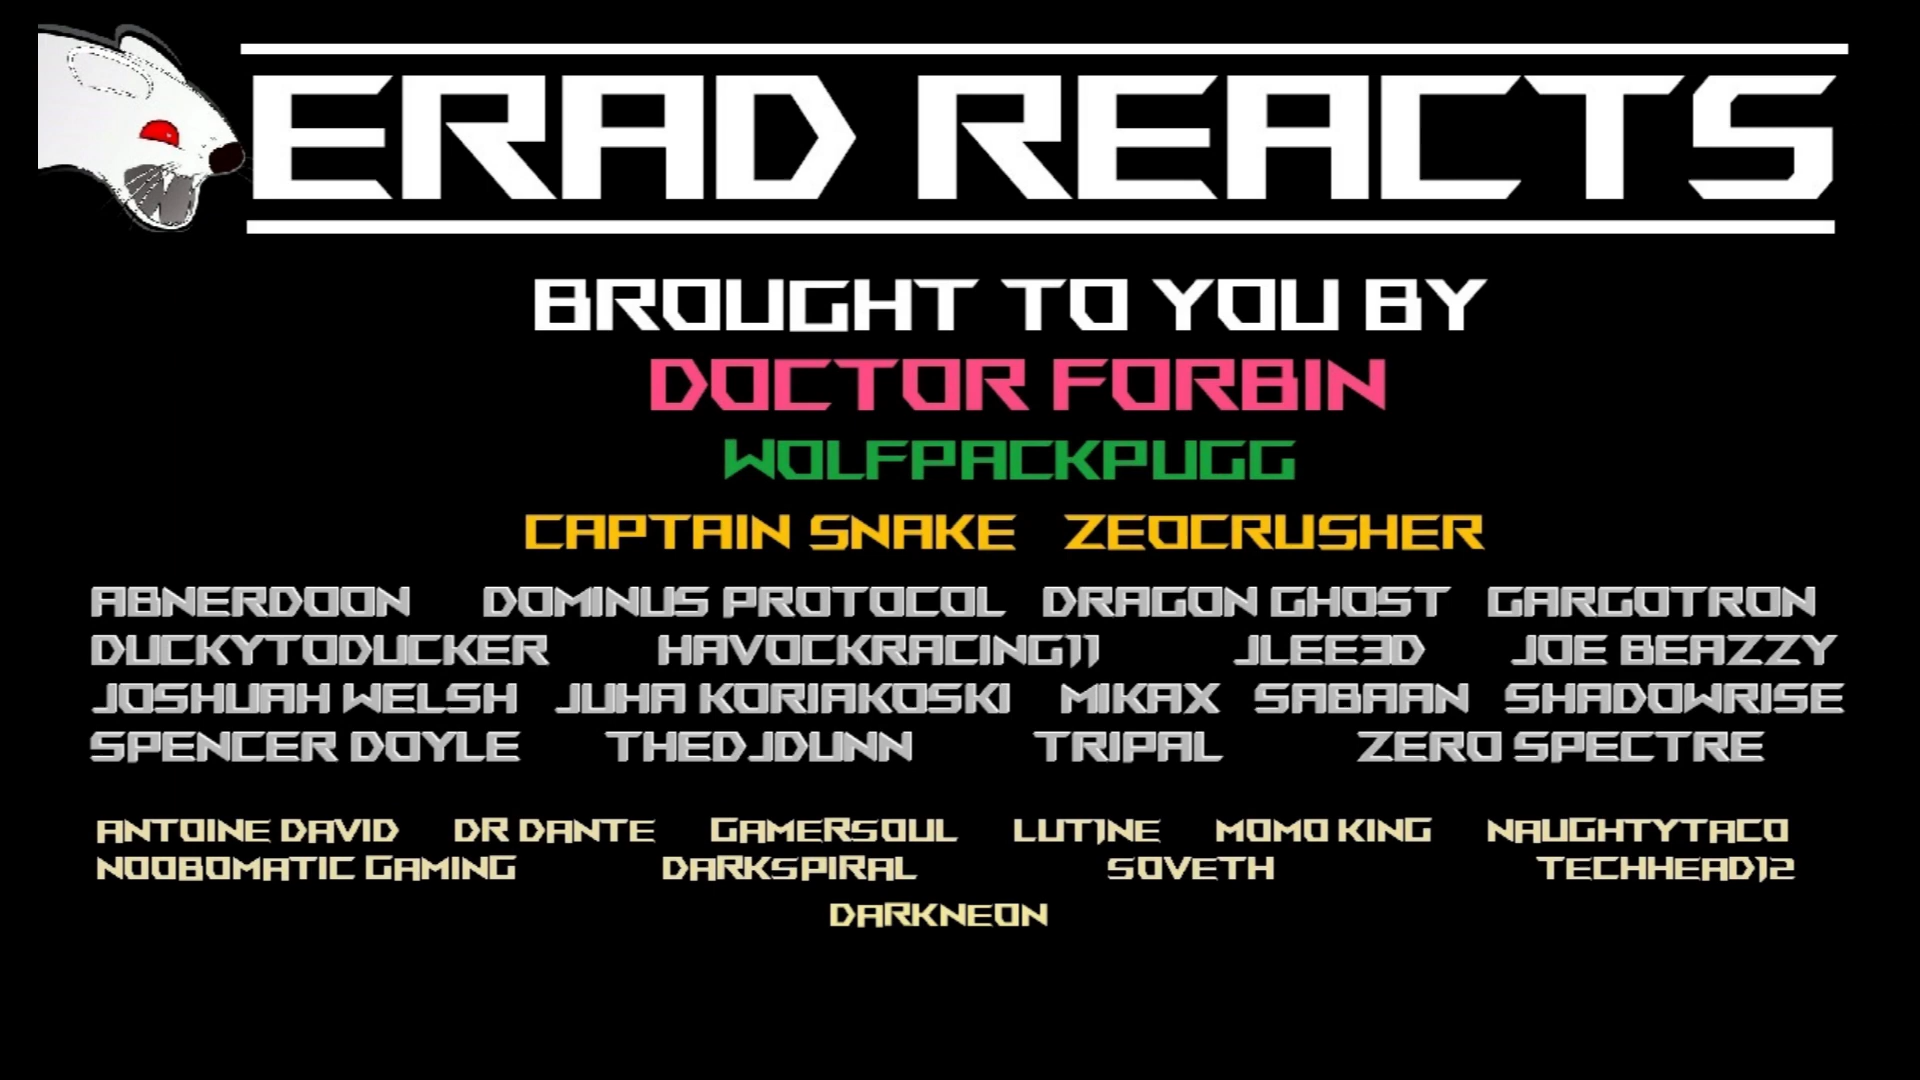 ERAD REACTS
BROUGHT TO YOU BY
DOCTOR FORBIN
WOLFPACKPUGG
CAPTAIN SNAKE ZEOCRUSHER
ABNERDOON DOMINUS PROTOCOL DRAGON GHOST GARGOTRON
DUCKYTODUCKER HAVOCKRACING11 JLEE3D JOE BEAZZY
JOSHUAH WELSH JUHA KORIAKOSKI MIKAX SABAAN SHADOWRISE
SPENCER DOYLE THEDJDUNN TRIPAL ZERO SPECTRE
ANTOINE DAVID DR DANTE GAMERSOUL LUT1NE MOMO KING NAUGHTYTACO
NOOBOMATIC GAMING DARKSPIRAL SOVETH TECHHEAD12
DARKNEON